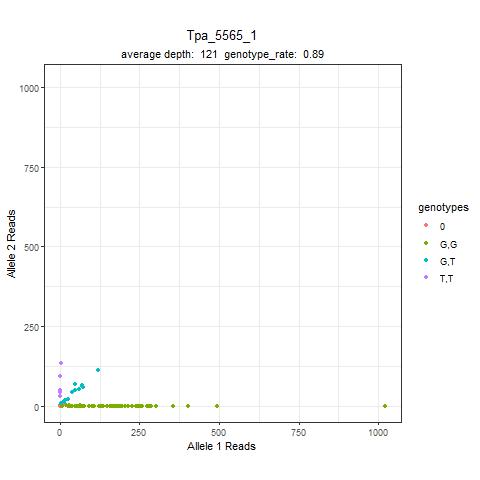 Tpa_5565_1
average depth: 121 genotype_rate: 0.89
1000
750
500
250
0
Allele 2 Reads
0 250 500 750 1000
Allele 1 Reads
genotypes
0
G,G
G,T
T,T